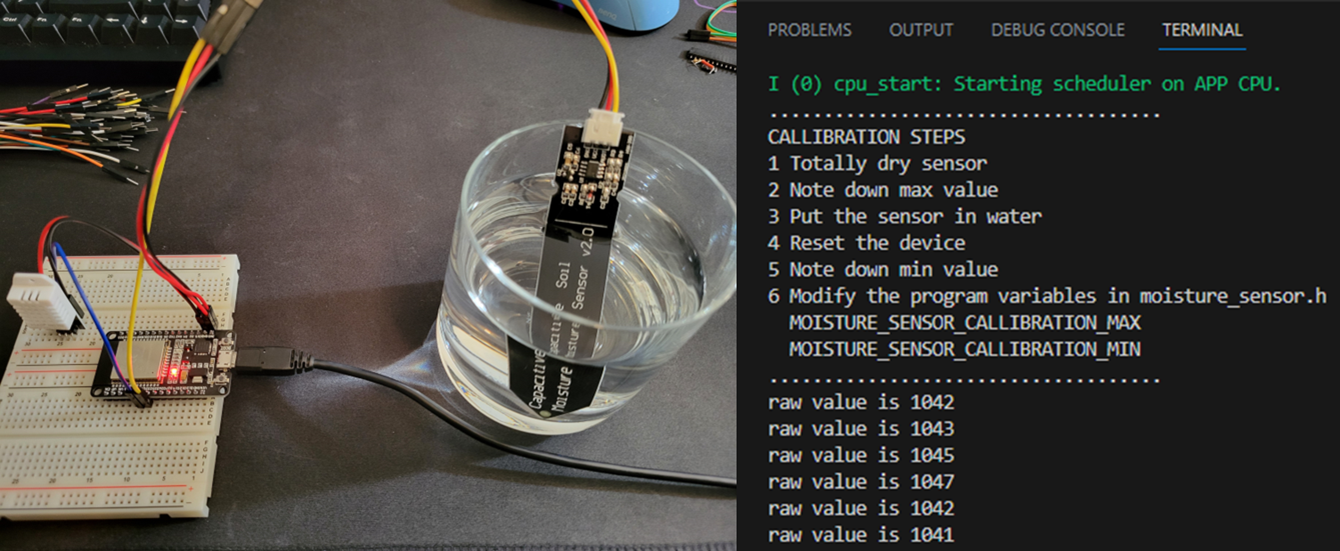 Capacitive Soil
Moisture Sensor v2.0
PROBLEMS OUTPUT DEBUG CONSOLE TERMINAL
I (0) cpu_start: Starting scheduler on APP CPU.
.....................................
CALLIBRATION STEPS
1 Totally dry sensor
2 Note down max value
3 Put the sensor in water
4 Reset the device
5 Note down min value
6 Modify the program variables in moisture_sensor.h
MOISTURE_SENSOR_CALLIBRATION_MAX
MOISTURE_SENSOR_CALLIBRATION_MIN
.....................................
raw value is 1042
raw value is 1043
raw value is 1045
raw value is 1047
raw value is 1042
raw value is 1041